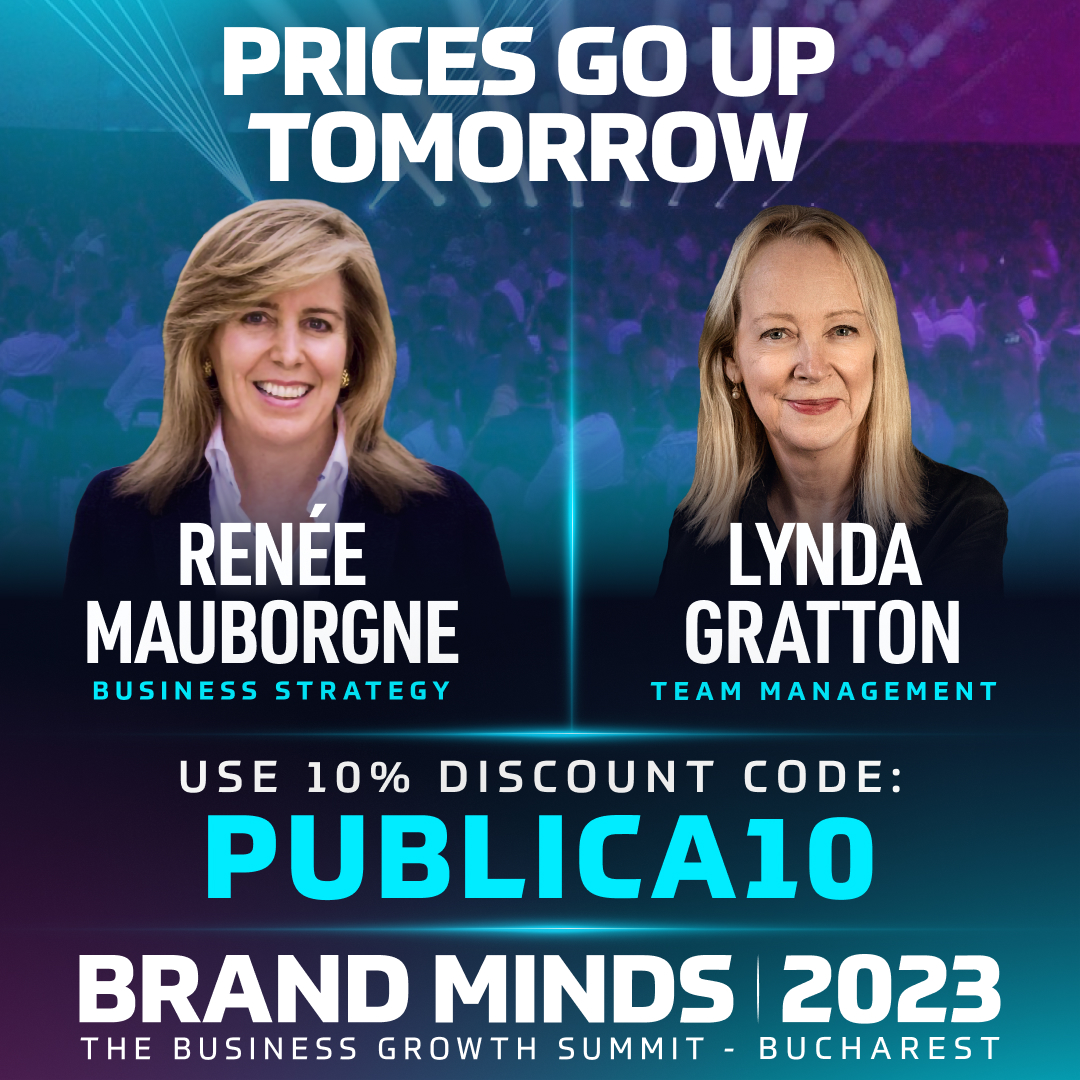 PRICES GO UP
TOMORROW
RENÉE
MAUBORGNE
BUSINESS STRATEGY
LYNDA
GRATTON
TEAM MANAGEMENT
USE 10% DISCOUNT CODE:
PUBLICA10
BRAND MINDS | 2023
THE BUSINESS GROWTH SUMMIT - BUCHAREST